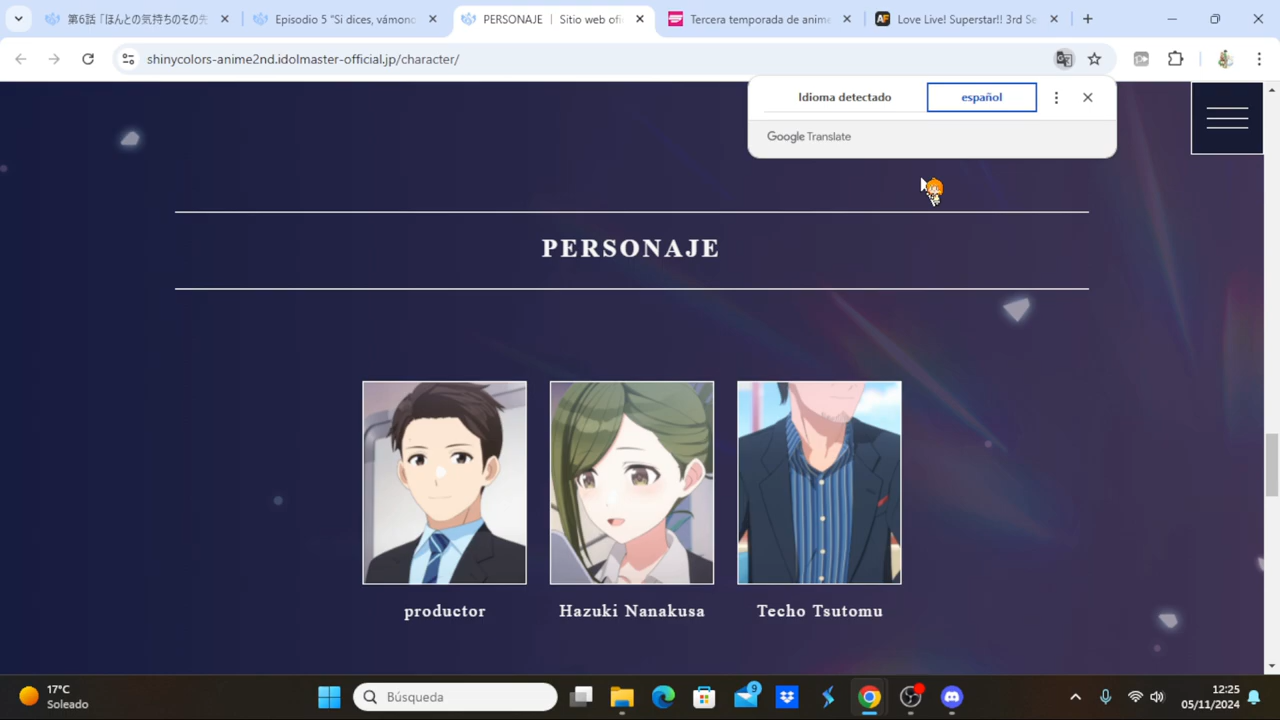 第6話「ほんとの気持ちのその先
Episodio 5 "Si dices, vámono
PERSONAJE ｜ Sitio web ofi
Tercera temporada de anime
Love Live! Superstar!! 3rd Se
shinycolors-anime2nd.idolmaster-official.jp/character/
Idioma detectado
español
Google Translate
PERSONAJE
productor
Hazuki Nanakusa
Techo Tsutomu
17°C
Soleado
Búsqueda
9
12:25
05/11/2024